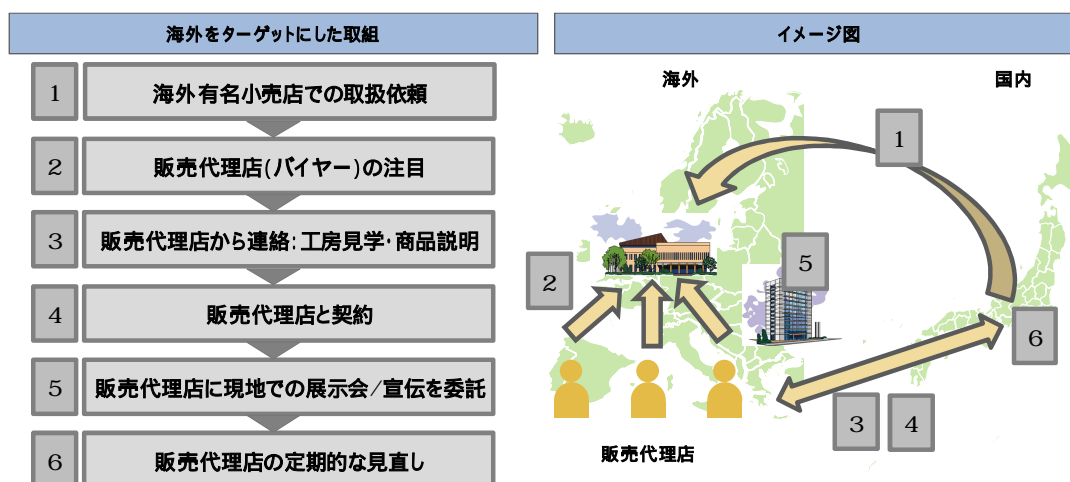 海外をターゲットにした取組
1 海外有名小売店での取扱依頼
2 販売代理店(バイヤー)の注目
3 販売代理店から連絡:工房見学・商品説明
4 販売代理店と契約
5 販売代理店に現地での展示会/宣伝を委託
6 販売代理店の定期的な見直し
イメージ図
海外 国内
1
5
2
6
3 4
販売代理店